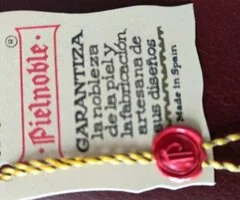 ®
· Pielnoble ·
GARANTIZA
la nobleza
de la piel y
la fabricación
artesana de
sus diseños
Made in Spain